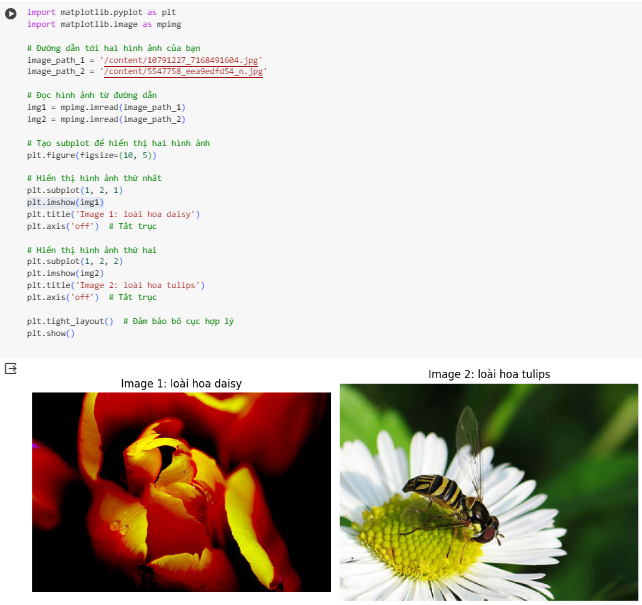 import matplotlib.pyplot as plt
import matplotlib.image as mpimg
# Đường dẫn tới hai hình ảnh của bạn
image_path_1 = '/content/10791227_7168491604.jpg'
image_path_2 = '/content/5547758_eea9edfd54_n.jpg'
# Đọc hình ảnh từ đường dẫn
img1 = mpimg.imread(image_path_1)
img2 = mpimg.imread(image_path_2)
# Tạo subplot để hiển thị hai hình ảnh
plt.figure(figsize=(10, 5))
# Hiển thị hình ảnh thứ nhất
plt.subplot(1, 2, 1)
plt.imshow(img1)
plt.title('Image 1: loài hoa daisy')
plt.axis('off')  # Tắt trục
# Hiển thị hình ảnh thứ hai
plt.subplot(1, 2, 2)
plt.imshow(img2)
plt.title('Image 2: loài hoa tulips')
plt.axis('off')  # Tắt trục
plt.tight_layout()  # Đảm bảo bố cục hợp lý
plt.show()
Image 1: loài hoa daisy
Image 2: loài hoa tulips